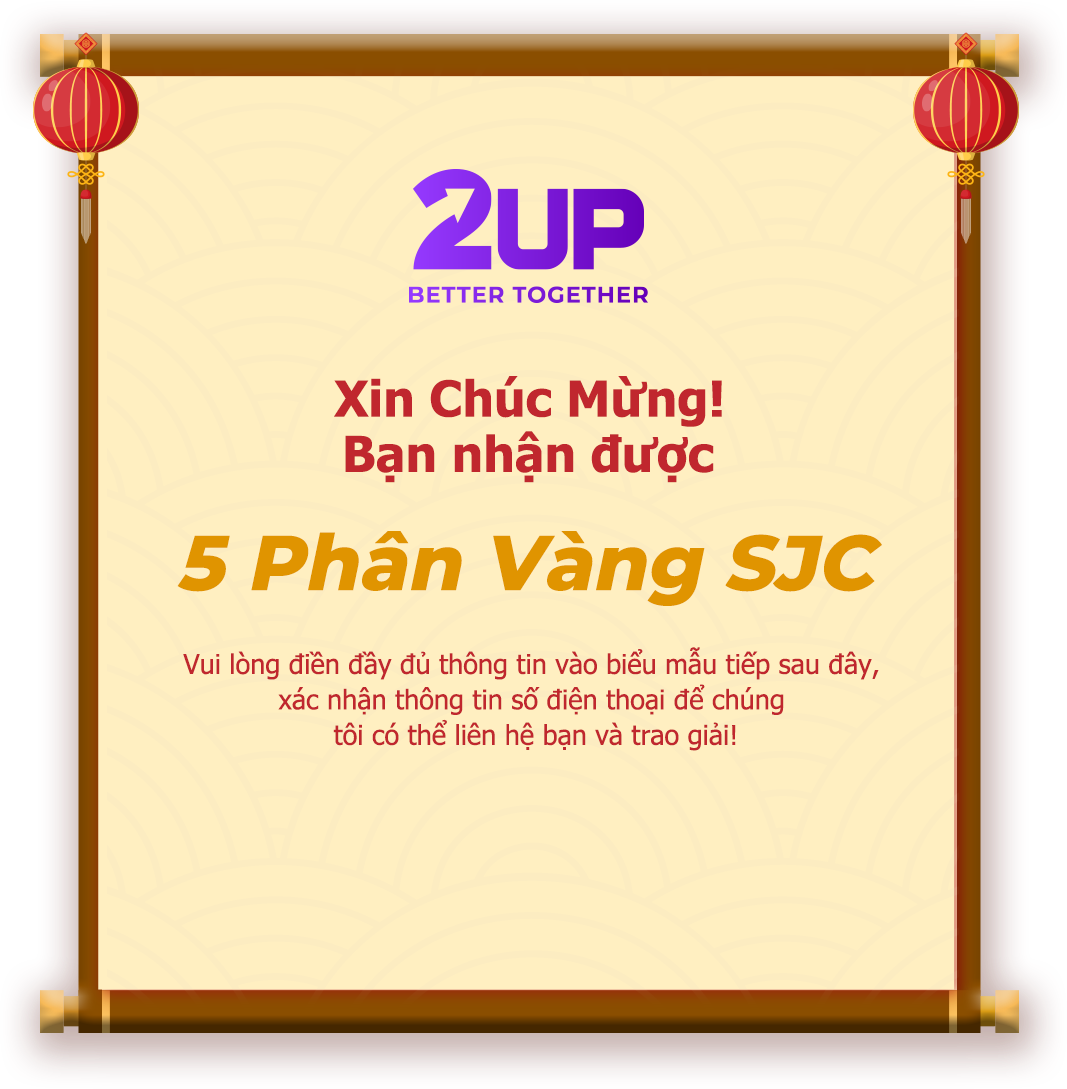 2UP
BETTER TOGETHER
Xin Chúc Mừng!
Bạn nhận được
5 Phân Vàng SJC
Vui lòng điền đầy đủ thông tin vào biểu mẫu tiếp sau đây,
xác nhận thông tin số điện thoại để chúng
tôi có thể liên hệ bạn và trao giải!